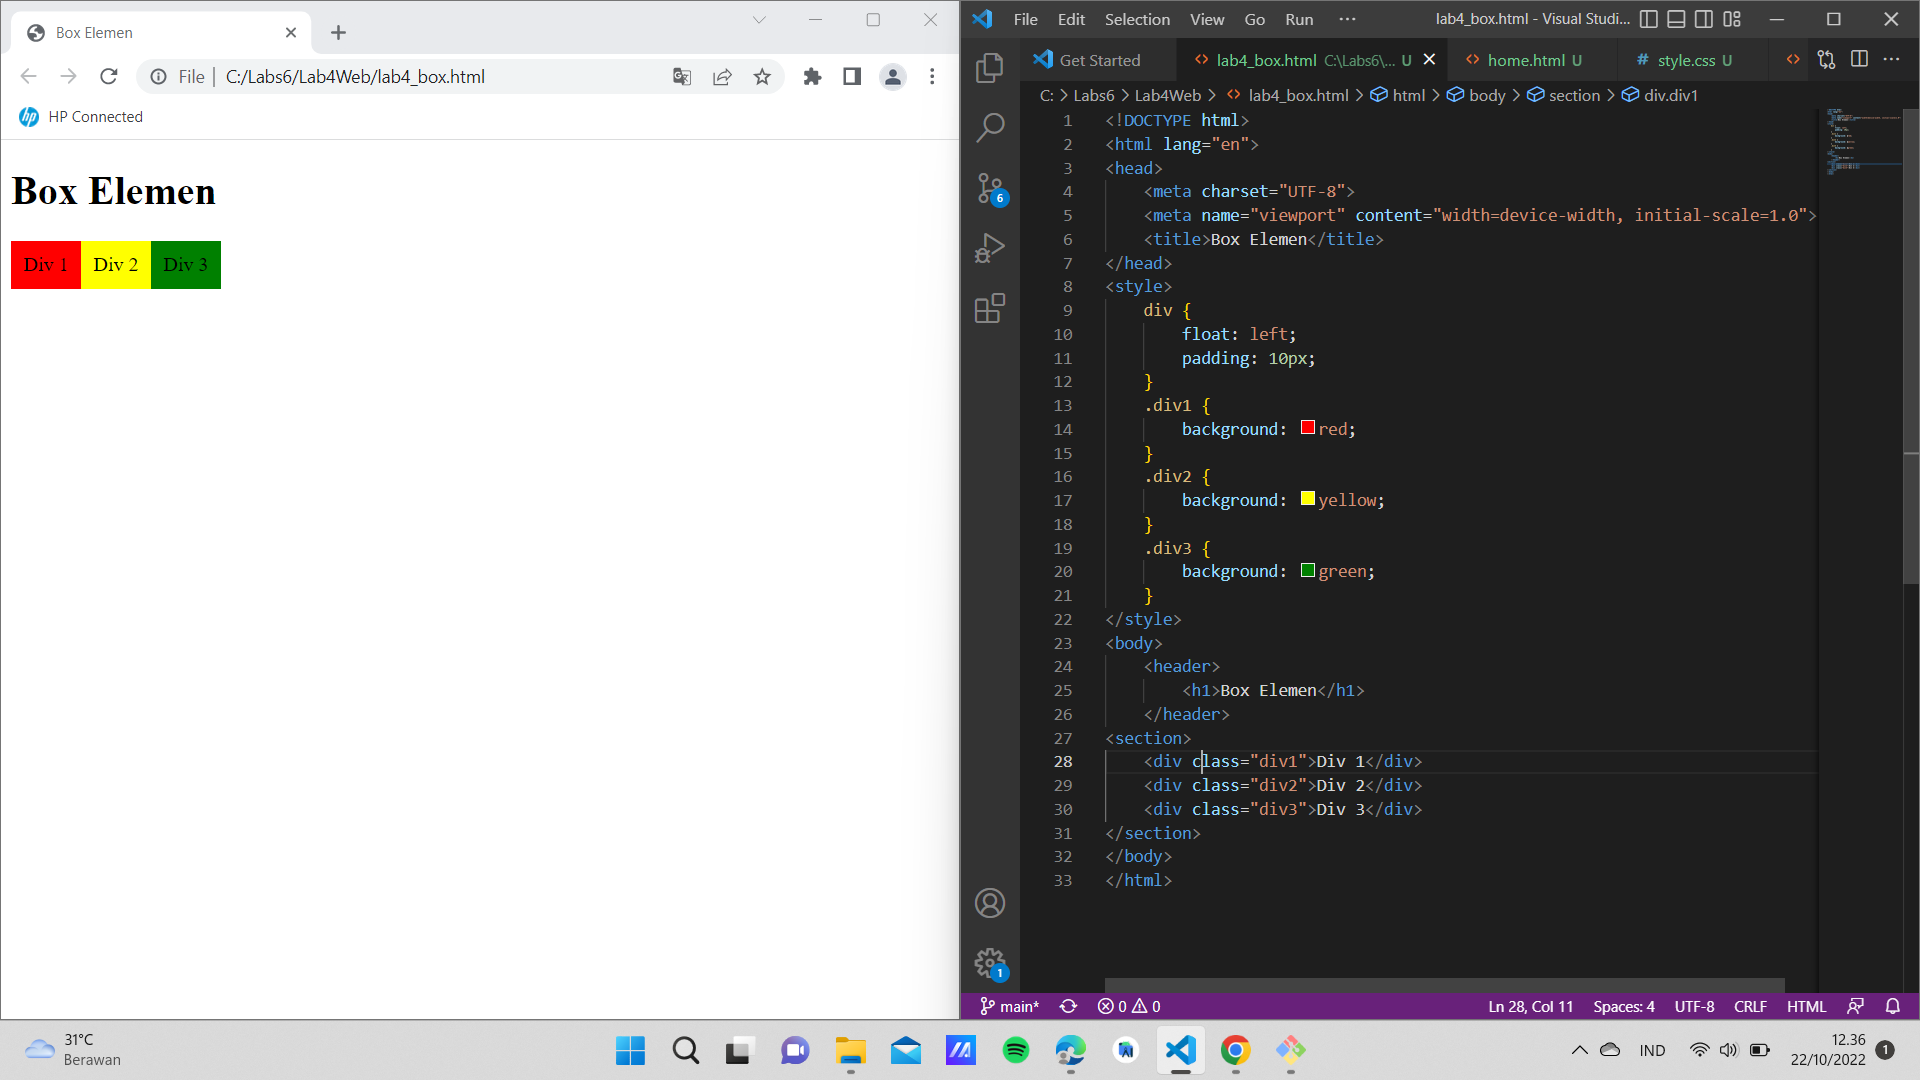 Box Elemen
File
C:/Labs6/Lab4Web/lab4_box.html
HP Connected
Box Elemen
Div 1 Div 2 Div 3
File Edit Selection View Go Run ··· lab4_box.html - Visual Studi...
Get Started
lab4_box.html C:\Labs6\... U
home.html U
# style.css U
C: > Labs6 > Lab4Web > lab4_box.html > html > body > section > div.div1
1 <!DOCTYPE html>
2 <html lang="en">
3 <head>
4 <meta charset="UTF-8">
5 <meta name="viewport" content="width=device-width, initial-scale=1.0">
6 <title>Box Elemen</title>
7 </head>
8 <style>
9 div {
10 float: left;
11 padding: 10px;
12 }
13 .div1 {
14 background: red;
15 }
16 .div2 {
17 background: yellow;
18 }
19 .div3 {
20 background: green;
21 }
22 </style>
23 <body>
24 <header>
25 <h1>Box Elemen</h1>
26 </header>
27 <section>
28 <div class="div1">Div 1</div>
29 <div class="div2">Div 2</div>
30 <div class="div3">Div 3</div>
31 </section>
32 </body>
33 </html>
6
1
main* 0 0 Ln 28, Col 11 Spaces: 4 UTF-8 CRLF HTML
31°C
Berawan
IND
12.36
22/10/2022
1